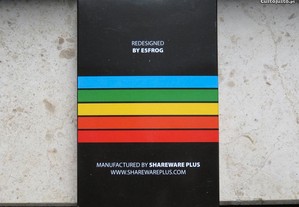 REDESIGNED
BY ESFROG
MANUFACTURED BY SHAREWARE PLUS
WWW.SHAREWAREPLUS.COM